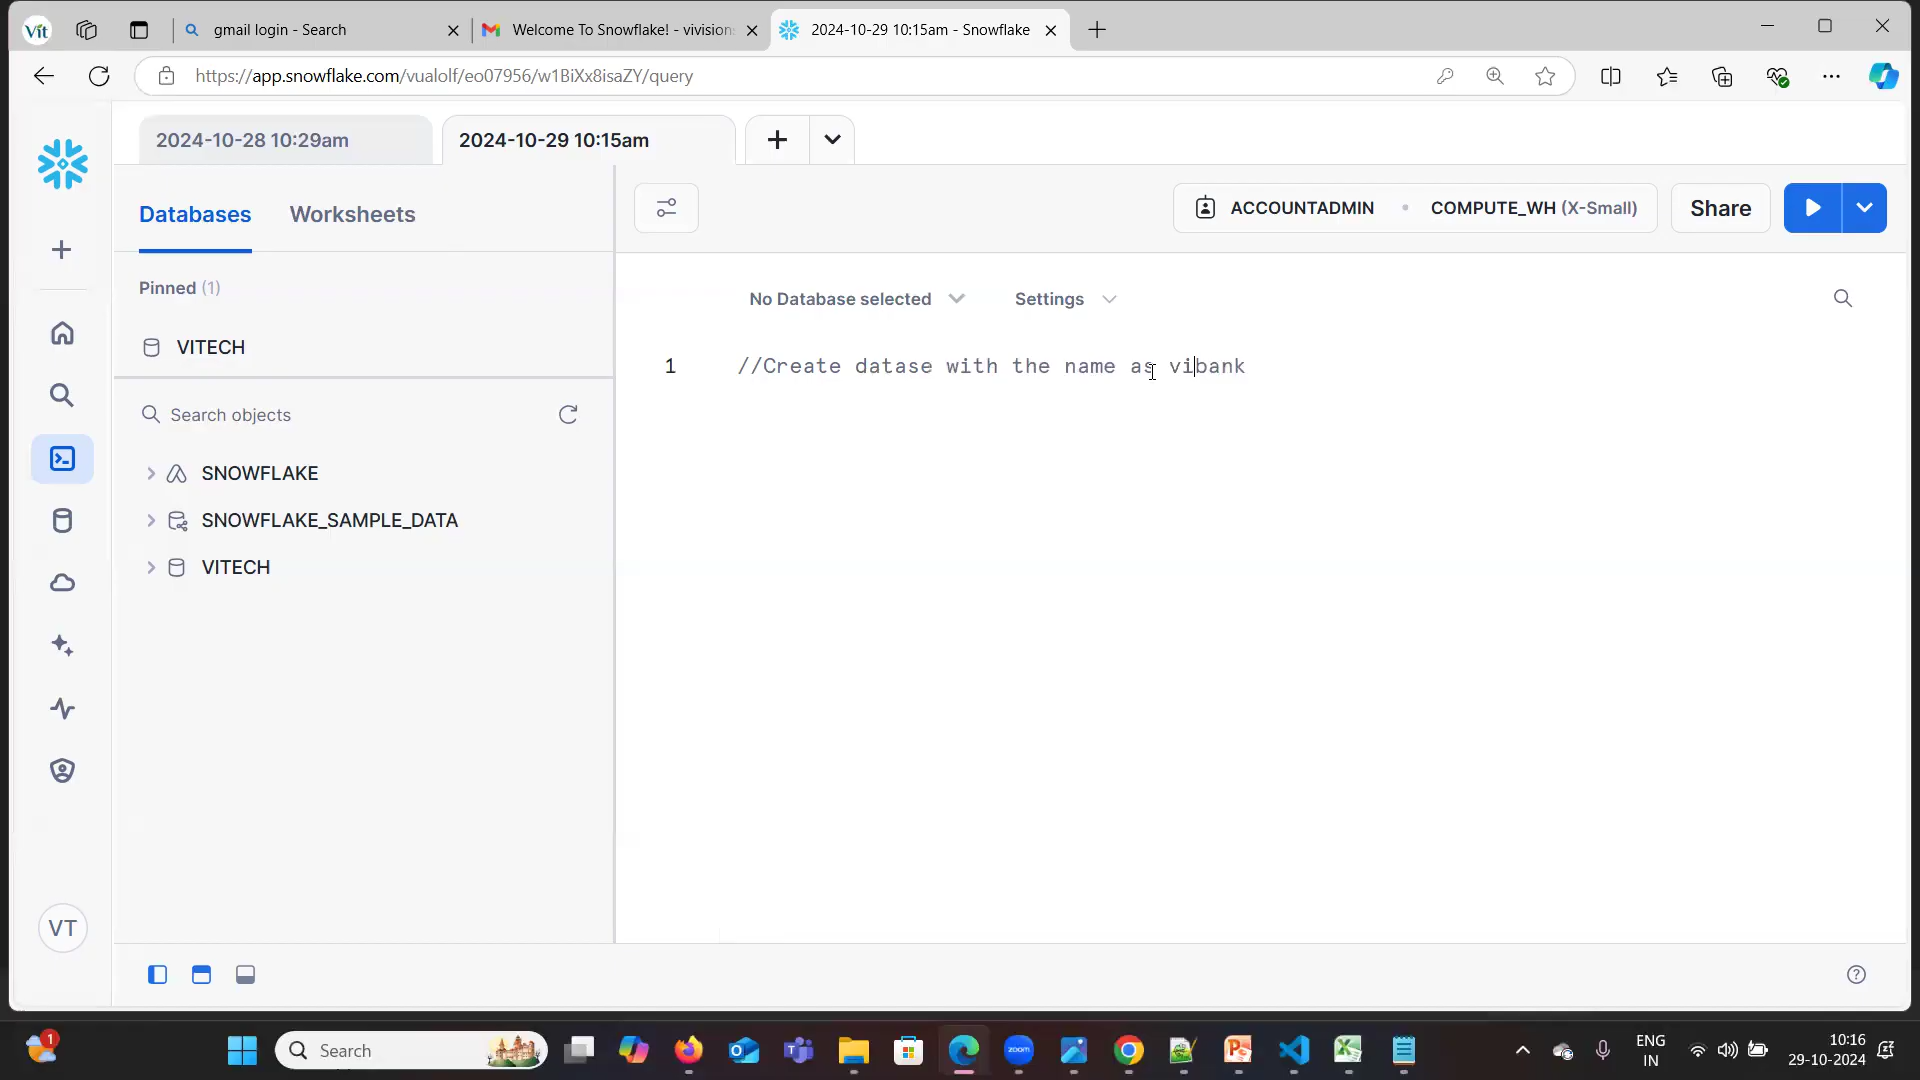 Vit
gmail login - Search
Welcome To Snowflake! - vivision
2024-10-29 10:15am - Snowflake
https://app.snowflake.com/vualolf/eo07956/w1BiXx8isaZY/query
2024-10-28 10:29am
2024-10-29 10:15am
Databases
Worksheets
ACCOUNTADMIN
COMPUTE_WH (X-Small)
Share
Pinned (1)
No Database selected
Settings
VITECH
1
//Create datase with the name as vibank
Search objects
SNOWFLAKE
SNOWFLAKE_SAMPLE_DATA
VITECH
VT
1
Search
zoom
ENG
IN
10:16
29-10-2024